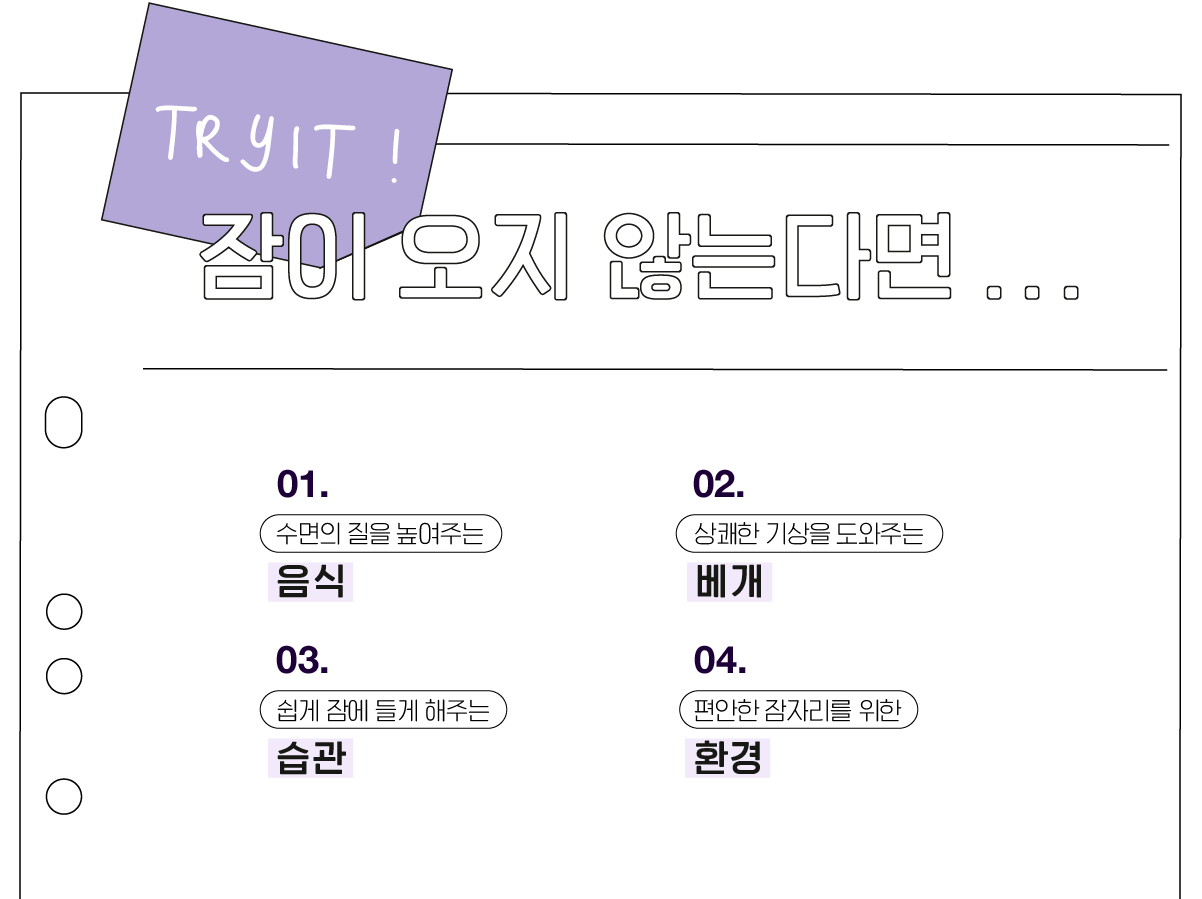 TRY IT !
잠이 오지 않는다면 ...
01.
수면의 질을 높여주는
음식
02.
상쾌한 기상을 도와주는
베개
03.
쉽게 잠에 들게 해주는
습관
04.
편안한 잠자리를 위한
환경